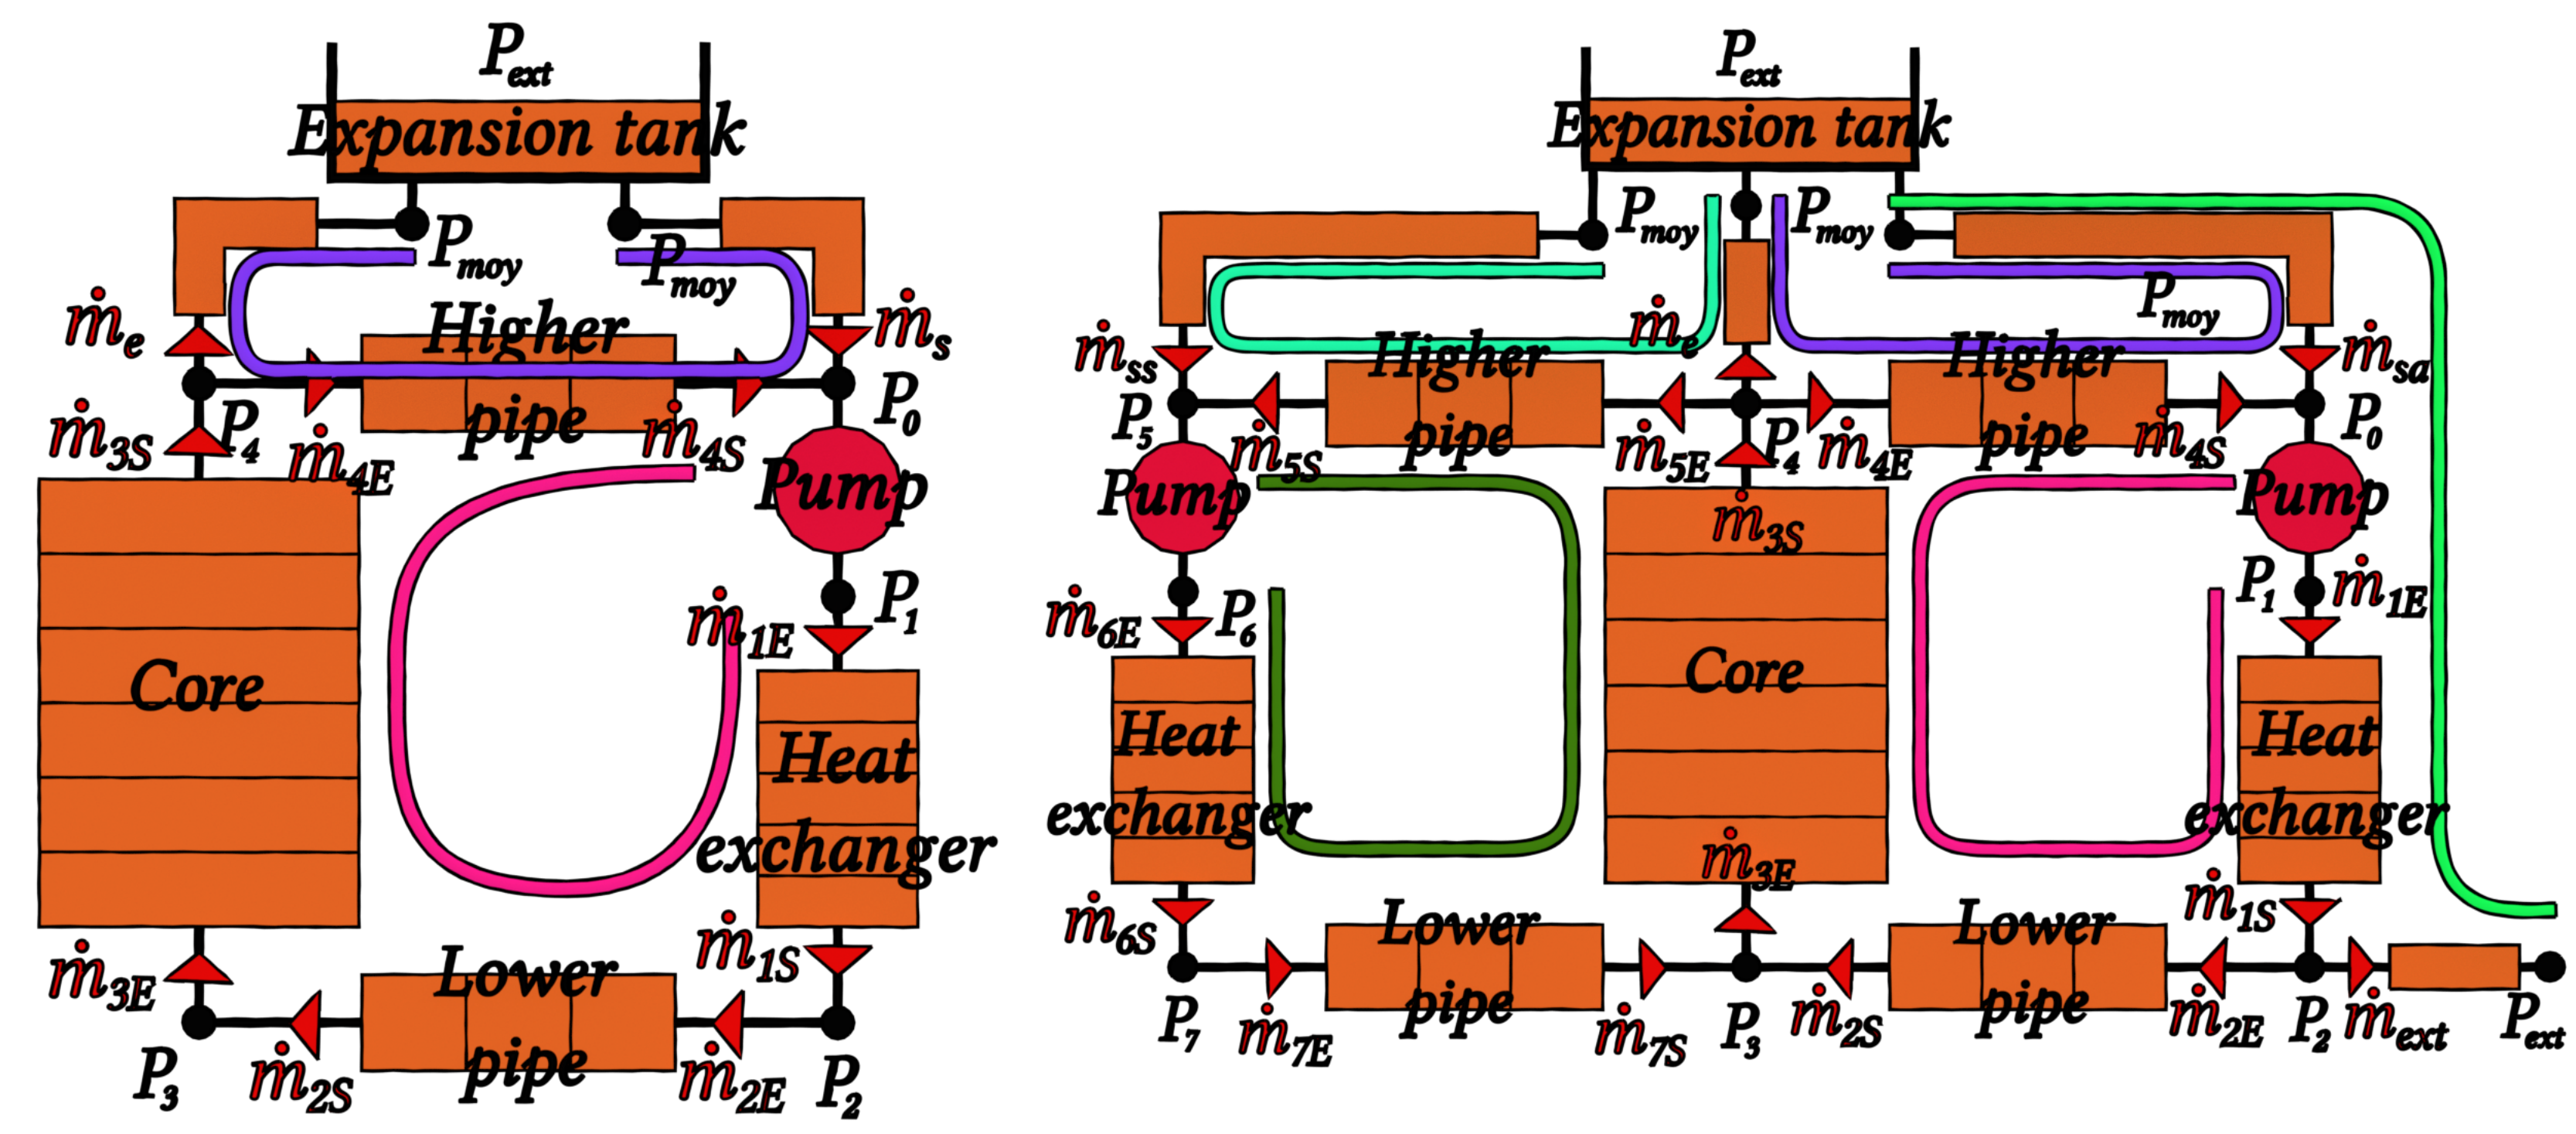 P_ext
Expansion tank
P_moy
P_moy
ṁ_e
Higher
pipe
ṁ_s
P_0
ṁ_3S
P_4
ṁ_4E
ṁ_4S
Pump
P_1
ṁ_1E
Core
Heat
exchanger
ṁ_1S
ṁ_3E
Lower
pipe
P_3
ṁ_2S
ṁ_2E
P_2
P_ext
Expansion tank
P_moy
P_moy
P_moy
ṁ_ss
ṁ_e
ṁ_sa
Higher
pipe
Higher
pipe
P_5
ṁ_5S
ṁ_5E
P_4
ṁ_4E
ṁ_4S
P_0
Pump
ṁ_3S
Pump
ṁ_6E
P_6
P_1
ṁ_1E
Core
Heat
exchanger
Heat
exchanger
ṁ_3E
ṁ_6S
ṁ_1S
Lower
pipe
Lower
pipe
P_7
ṁ_7E
ṁ_7S
P_3
ṁ_2S
ṁ_2E
P_2
ṁ_ext
P_ext